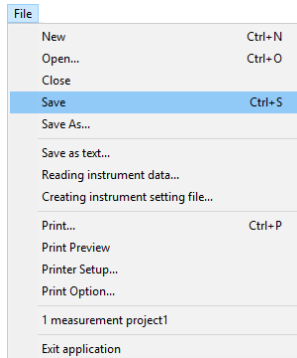 File
New Ctrl+N
Open... Ctrl+O
Close
Save Ctrl+S
Save As...
Save as text...
Reading instrument data...
Creating instrument setting file...
Print... Ctrl+P
Print Preview
Printer Setup...
Print Option...
1 measurement project1
Exit application